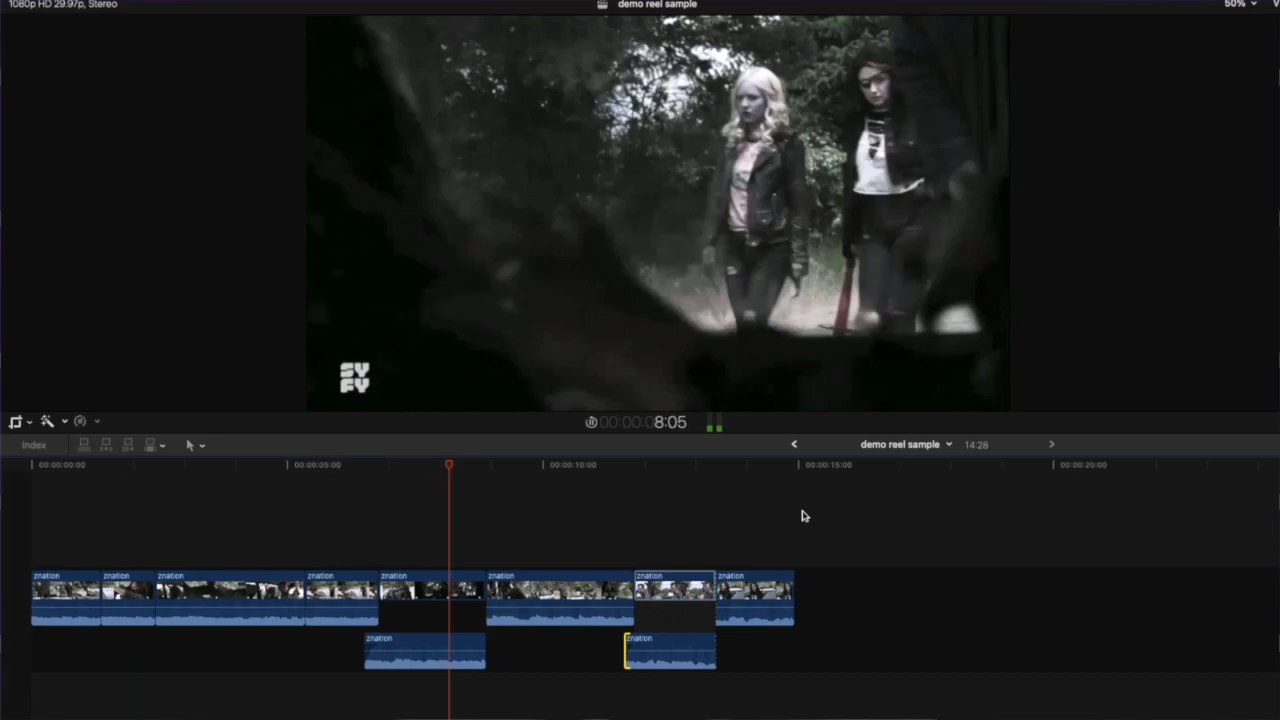 1080p HD 29.97p, Stereo
demo reel sample
50%
V
SY
FY
00:00:08:05
Index
demo reel sample
14:28
00:00:00:00
00:00:05:00
00:00:10:00
00:00:15:00
00:00:20:00
znation
znation
znation
znation
znation
znation
znation
znation
znation
znation